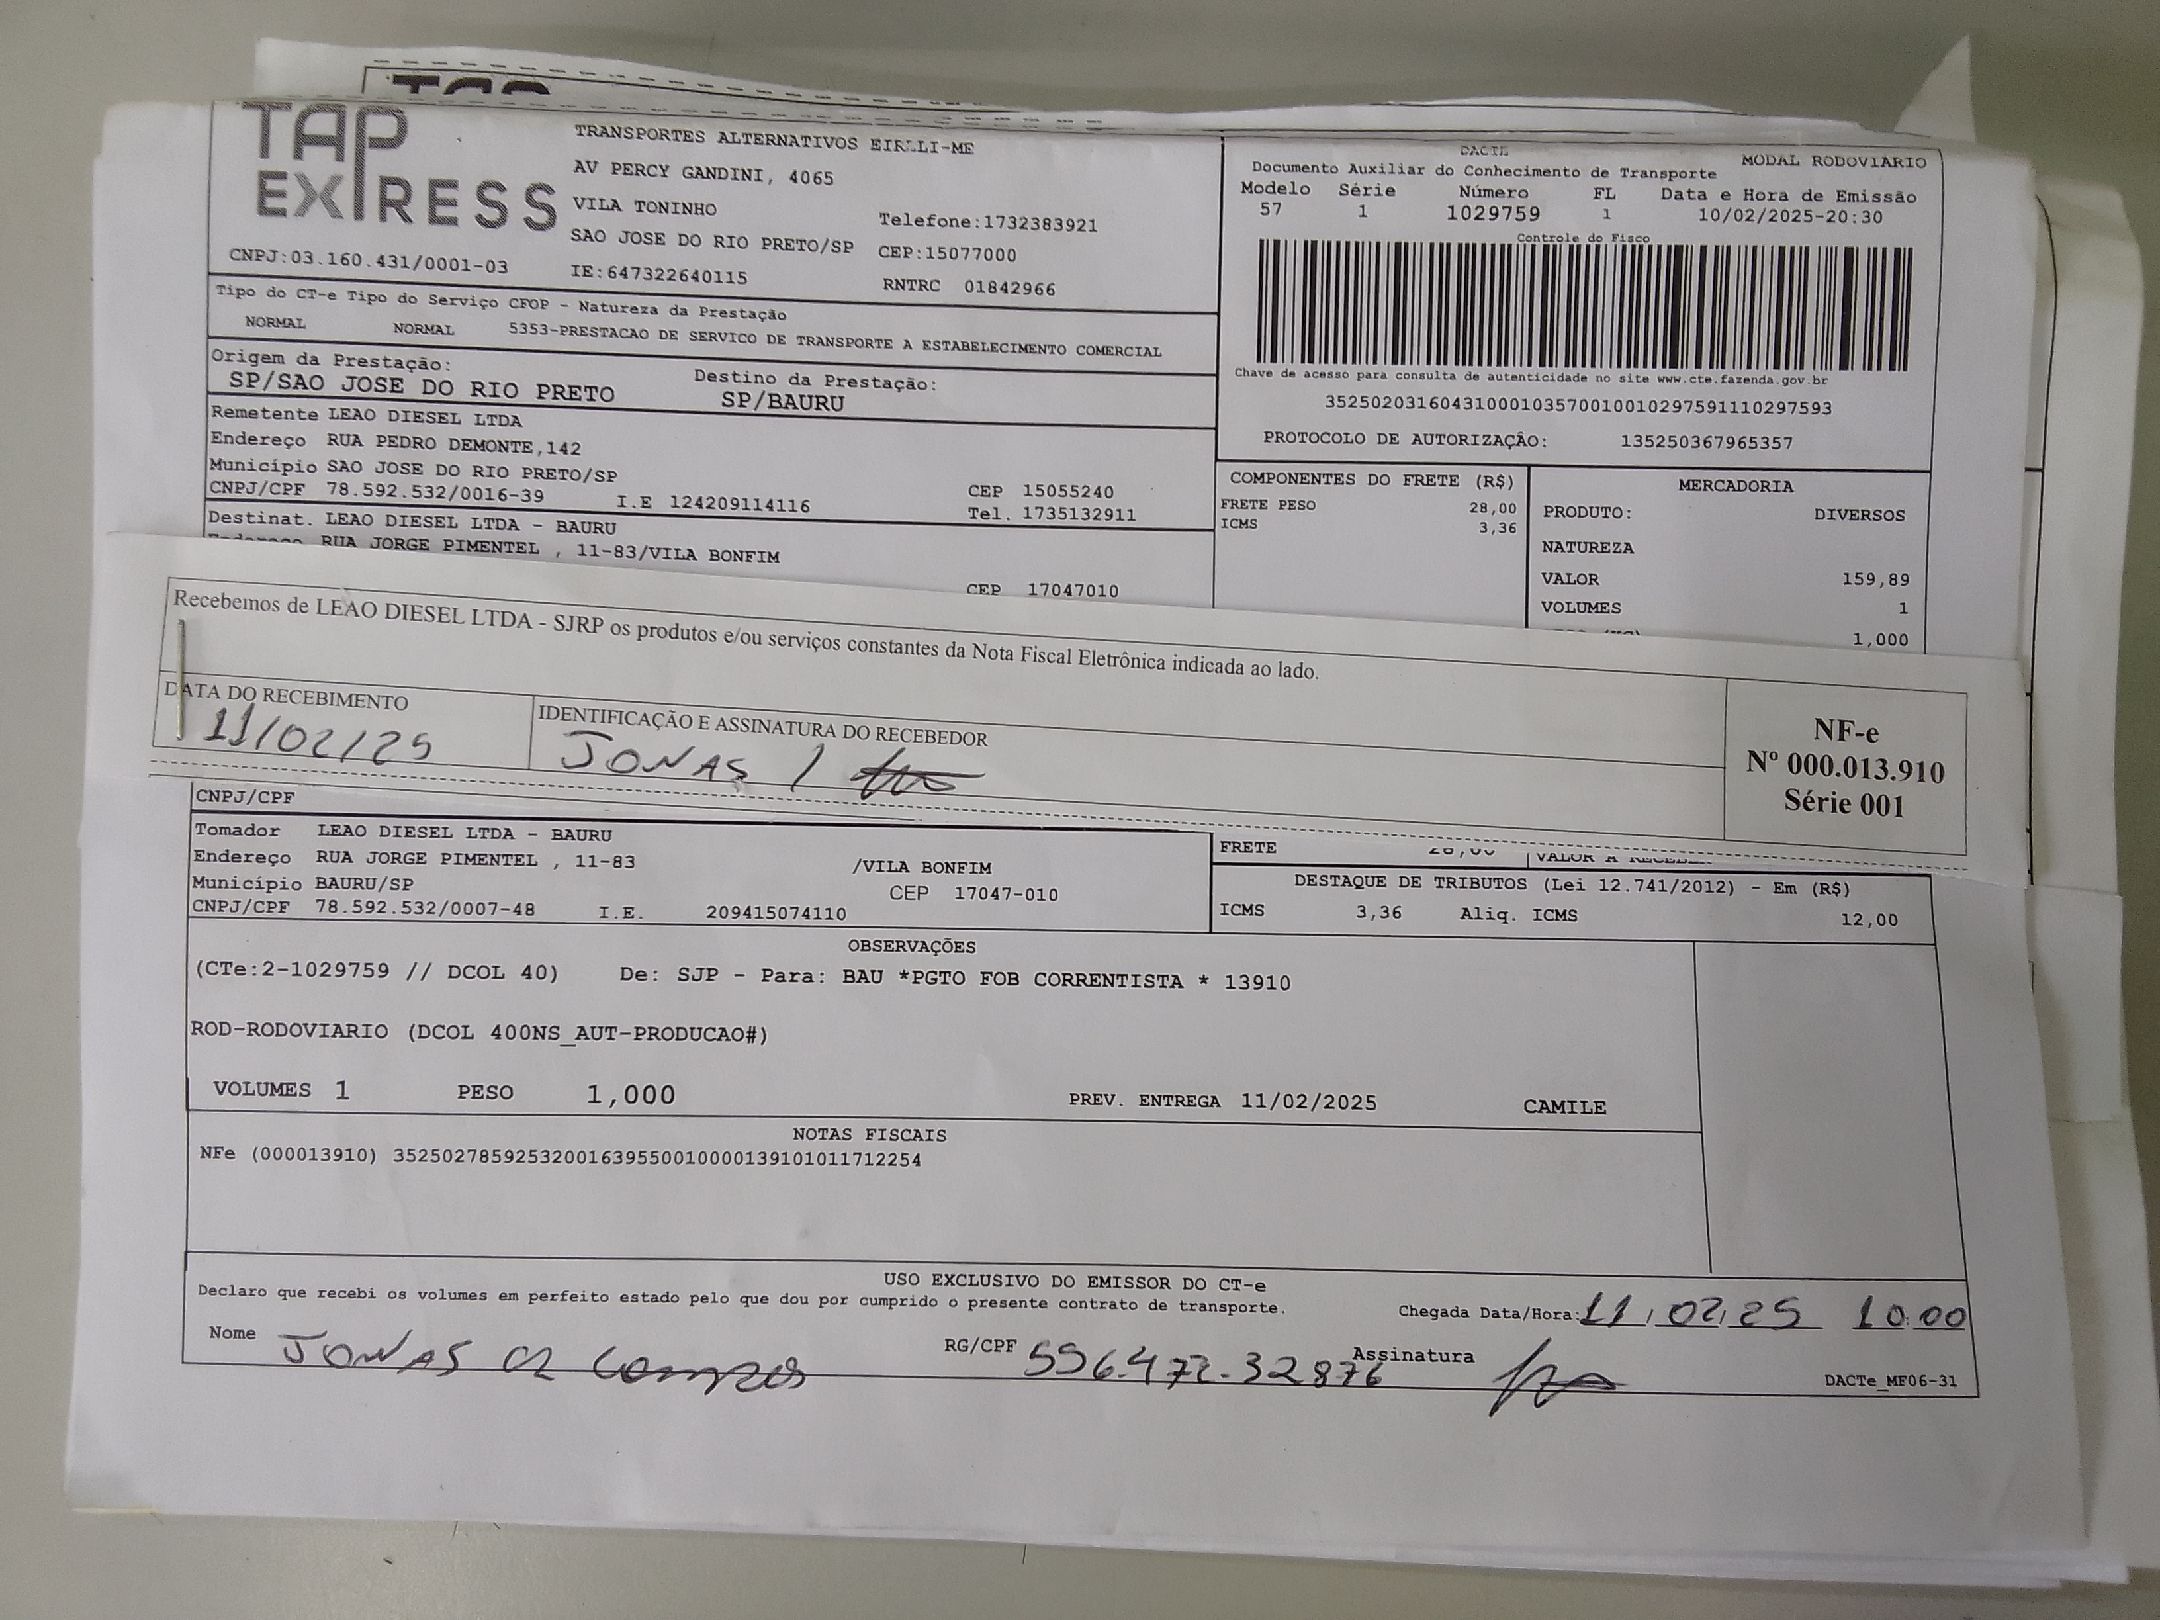 TAP
EXPRESS
CNPJ:03.160.431/0001-03
TRANSPORTES ALTERNATIVOS EIRLLI-ME
AV PERCY GANDINI, 4065
VILA TONINHO
Telefone:1732383921
SAO JOSE DO RIO PRETO/SP CEP:15077000
IE:647322640115 RNTRC 01842966
DACTE MODAL RODOVIARIO
Documento Auxiliar do Conhecimento de Transporte
Modelo Série Número FL Data e Hora de Emissão
57 1 1029759 1 10/02/2025-20:30
Controle do Fisco
Chave de acesso para consulta de autenticidade no site www.cte.fazenda.gov.br
35250203160431000103570010010297591110297593
PROTOCOLO DE AUTORIZAÇÃO: 135250367965357
Tipo do CT-e Tipo do Serviço CFOP - Natureza da Prestação
NORMAL NORMAL 5353-PRESTACAO DE SERVICO DE TRANSPORTE A ESTABELECIMENTO COMERCIAL
Origem da Prestação: Destino da Prestação:
SP/SAO JOSE DO RIO PRETO SP/BAURU
Remetente LEAO DIESEL LTDA
Endereço RUA PEDRO DEMONTE,142
Município SAO JOSE DO RIO PRETO/SP
CEP 15055240
CNPJ/CPF 78.592.532/0016-39 I.E 124209114116 Tel. 1735132911
Destinat. LEAO DIESEL LTDA - BAURU
Endereço RUA JORGE PIMENTEL , 11-83/VILA BONFIM
CEP 17047010
COMPONENTES DO FRETE (R$)
FRETE PESO 28,00
ICMS 3,36
MERCADORIA
PRODUTO: DIVERSOS
NATUREZA
VALOR 159,89
VOLUMES 1
1,000
Recebemos de LEAO DIESEL LTDA - SJRP os produtos e/ou serviços constantes da Nota Fiscal Eletrônica indicada ao lado.
DATA DO RECEBIMENTO
11/02/25
IDENTIFICAÇÃO E ASSINATURA DO RECEBEDOR
JONAS /
NF-e
Nº 000.013.910
Série 001
CNPJ/CPF
Tomador LEAO DIESEL LTDA - BAURU
Endereço RUA JORGE PIMENTEL , 11-83 /VILA BONFIM
Município BAURU/SP CEP 17047-010
CNPJ/CPF 78.592.532/0007-48 I.E. 209415074110
FRETE 28,00 VALOR A RECEBER
DESTAQUE DE TRIBUTOS (Lei 12.741/2012) - Em (R$)
ICMS 3,36 Aliq. ICMS 12,00
OBSERVAÇÕES
(CTe:2-1029759 // DCOL 40) De: SJP - Para: BAU *PGTO FOB CORRENTISTA * 13910
ROD-RODOVIARIO (DCOL 400NS_AUT-PRODUCAO#)
VOLUMES 1 PESO 1,000 PREV. ENTREGA 11/02/2025 CAMILE
NOTAS FISCAIS
NFe (000013910) 35250278592532001639550010000139101011712254
USO EXCLUSIVO DO EMISSOR DO CT-e
Declaro que recebi os volumes em perfeito estado pelo que dou por cumprido o presente contrato de transporte.
Chegada Data/Hora: 11/02/25 10:00
Nome JONAS
RG/CPF 556.472.32876 Assinatura
DACTe_MF06-31